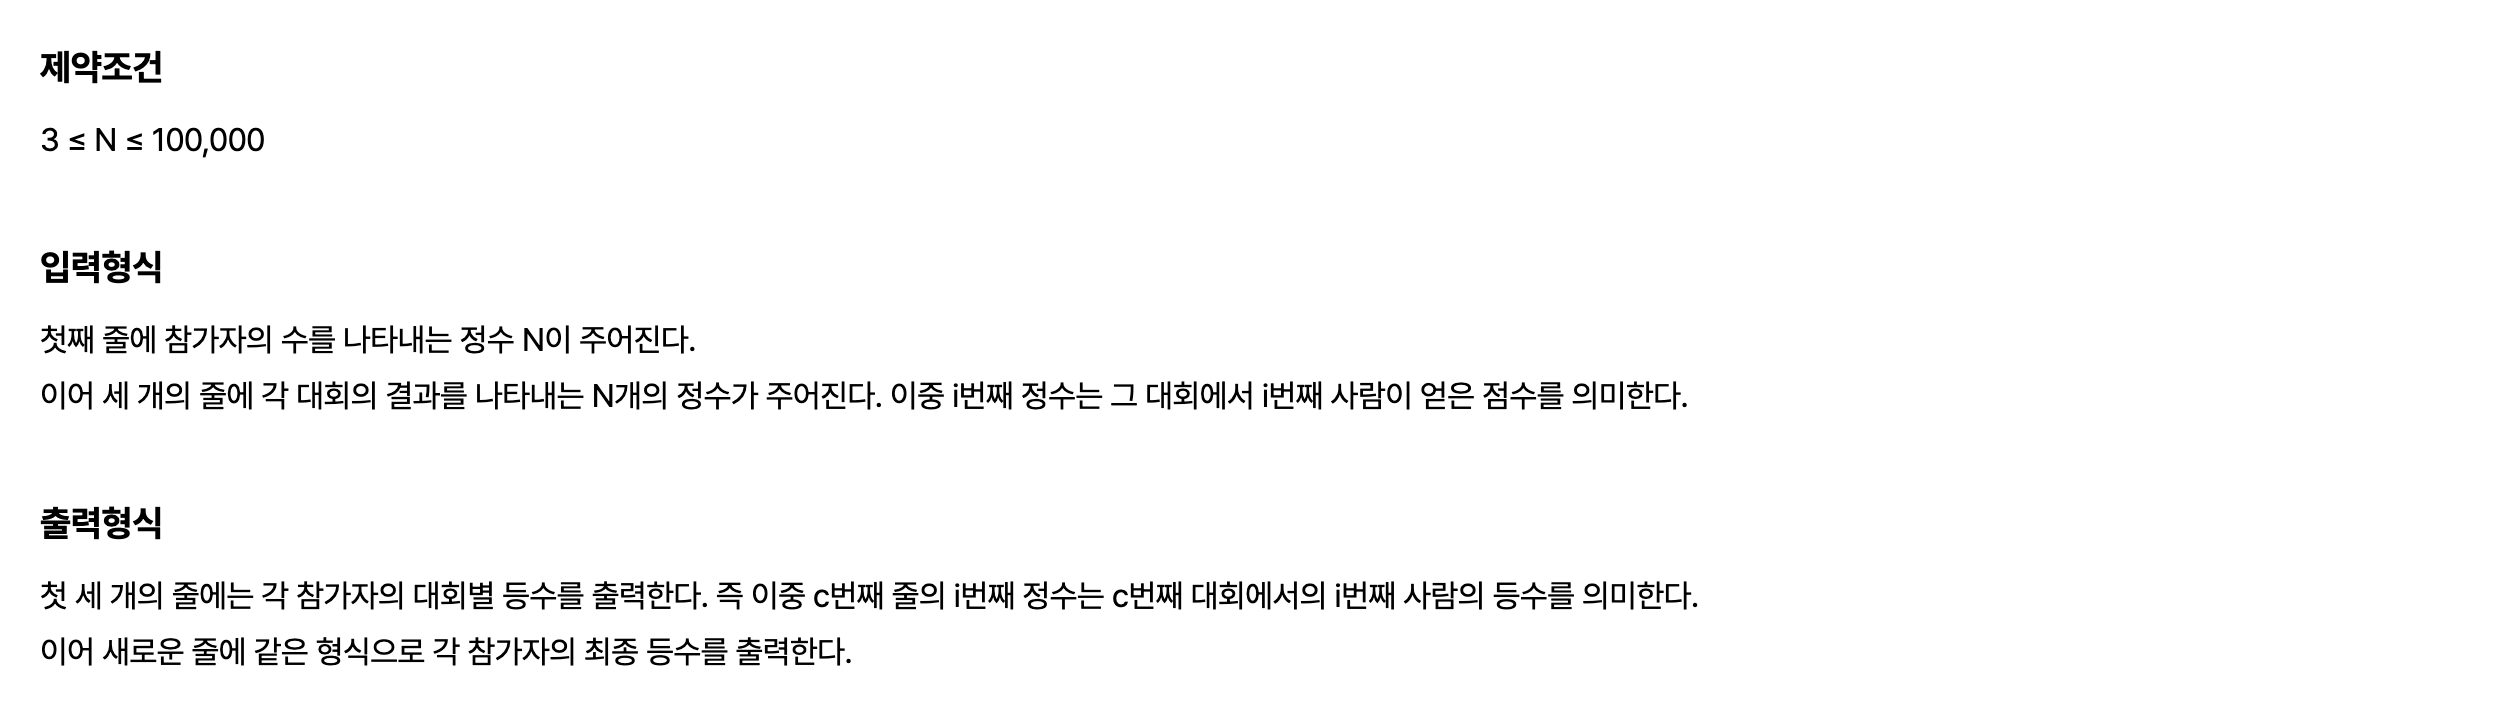 제약조건
3 ≤ N ≤ 100,000
입력형식
첫째 줄에 참가자의 수를 나타내는 정수 N이 주어진다.
이어 세 개의 줄에 각 대회의 결과를 나타내는 N개의 정수가 주어진다. 이중 i번째 정수는 그 대회에서 i번째 사람이 얻은 점수를 의미한다.
출력형식
첫 세 개의 줄에는 각 참가자의 대회 별 등수를 출력한다. 즉 이중 c번째 줄의 i번째 정수는 c번째 대회에서의 i번째 사람의 등수를 의미한다.
이어 새로운 줄에 같은 형식으로 각 참가자의 최종 등수를 출력한다.